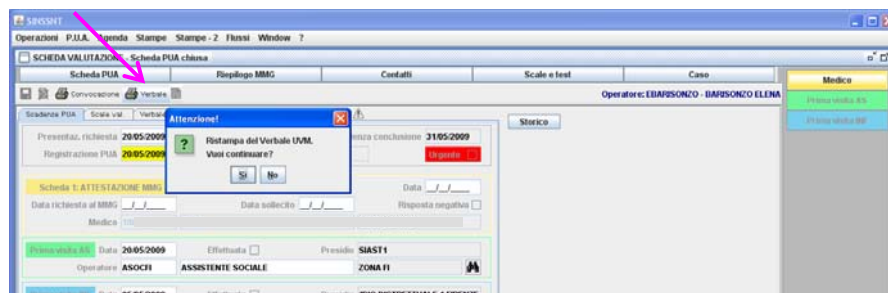 SINSSNT
Operazioni P.U.A. Agenda Stampe Stampe - 2 Flussi Window ?
SCHEDA VALUTAZIONE - Scheda PUA chiusa
Scheda PUA Riepilogo MMG Contatti Scale e test Caso
Medico
Convocazione Verbale Operatore: EBARISONZO - BARISONZO ELENA
Prima visita AS
Scadenze PUA Scala val. Verbale
Attenzione!
Storico
Prima visita
Presentaz. richiesta 20/05/2009 conclusione 31/05/2009
Ristampa del Verbale UVM.
Registrazione PUA 20/05/2009 Vuoi continuare? Urgente
Sì No
Scheda 1: ATTESTAZIONE MMG Data _/_/_
Data richiesta al MMG _/_/_ Data sollecito _/_/_ Risposta negativa
Medico
Prima visita AS Data 20/05/2009 Effettuata Presidio SIAST1
Operatore ASOCFI ASSISTENTE SOCIALE ZONA FI